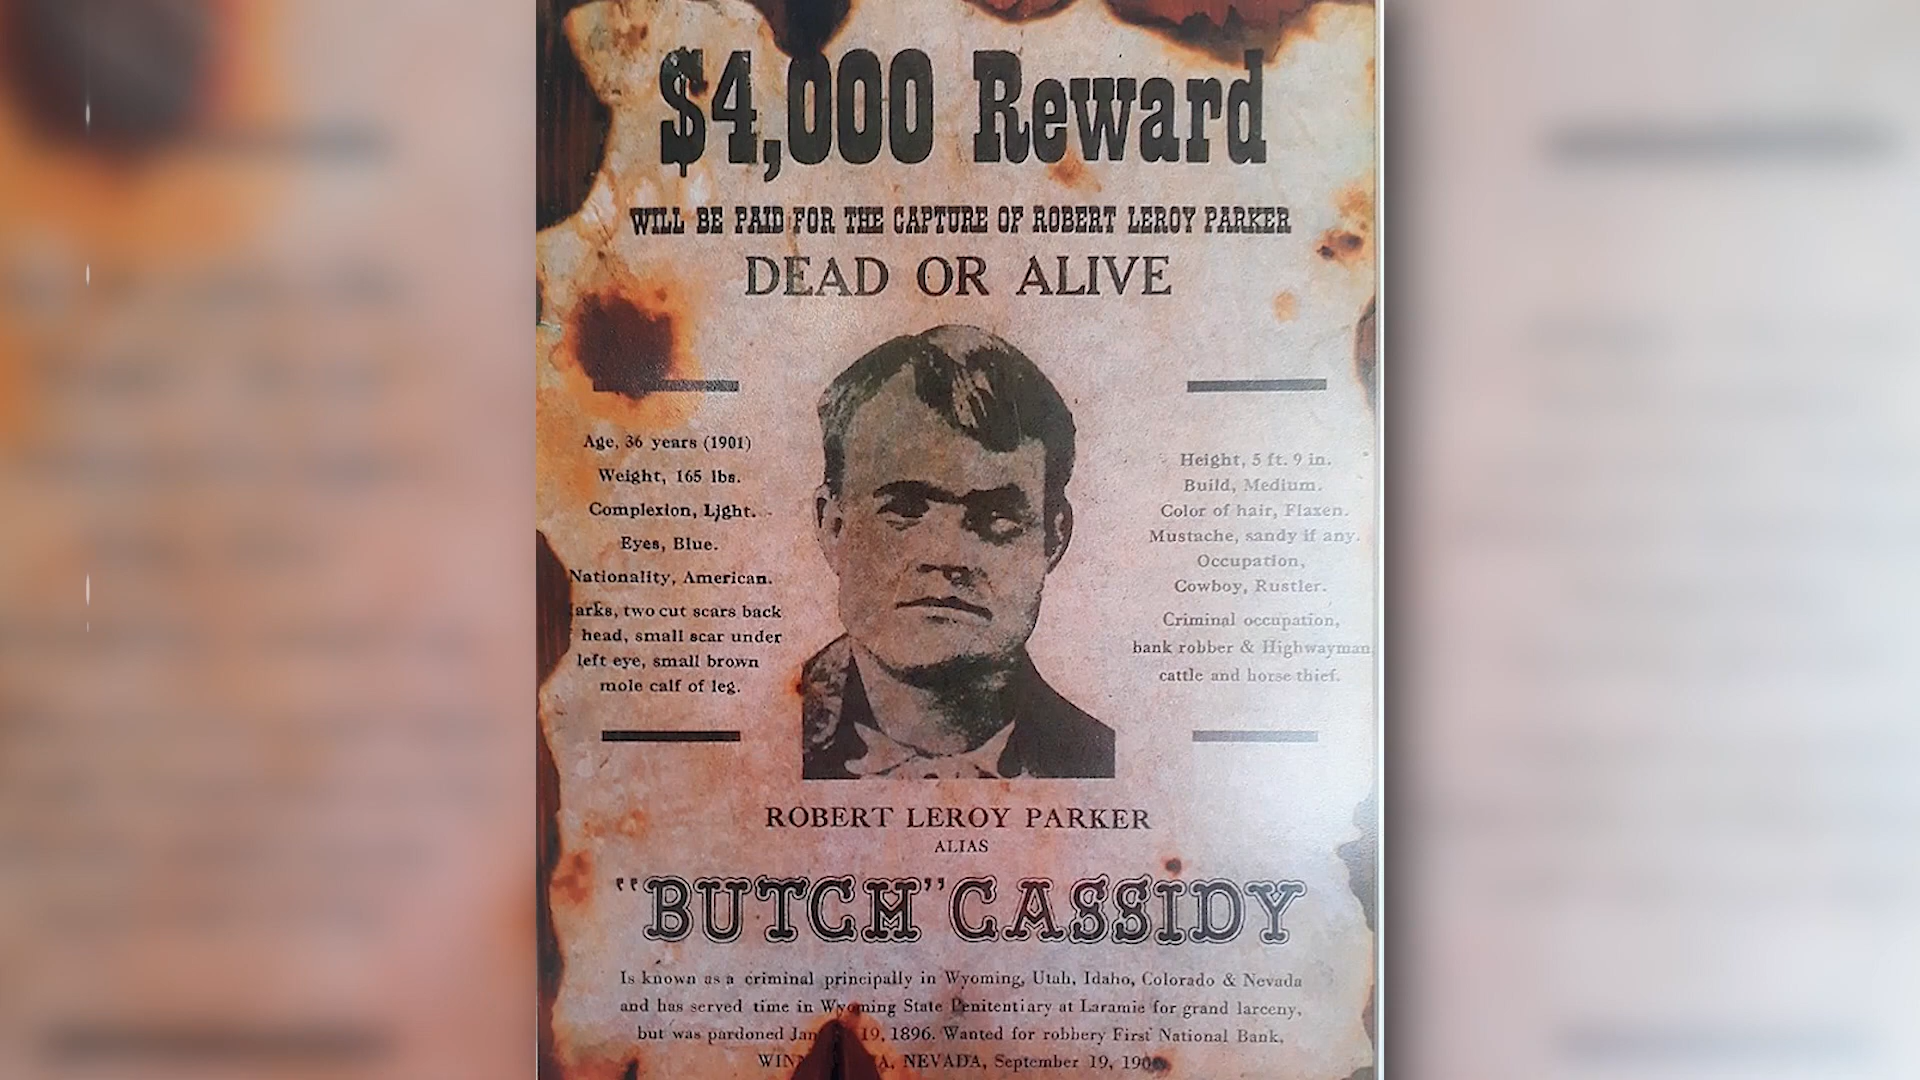 $4,000 Reward
WILL BE PAID FOR THE CAPTURE OF ROBERT LEROY PARKER
DEAD OR ALIVE
Age, 36 years (1901)
Weight, 165 lbs.
Complexion, Light.
Eyes, Blue.
Nationality, American.
arks, two cut scars back
head, small scar under
left eye, small brown
mole calf of leg.
Height, 5 ft. 9 in.
Build, Medium.
Color of hair, Flaxen.
Mustache, sandy if any.
Occupation,
Cowboy, Rustler.
Criminal occupation,
bank robber & Highwayman,
cattle and horse thief.
ROBERT LEROY PARKER
ALIAS
"BUTCH" CASSIDY
Is known as a criminal principally in Wyoming, Utah, Idaho, Colorado & Nevada
and has served time in Wyoming State Penitentiary at Laramie for grand larceny,
but was pardoned Jan 19, 1896. Wanted for robbery First National Bank,
NEVADA, September 19,